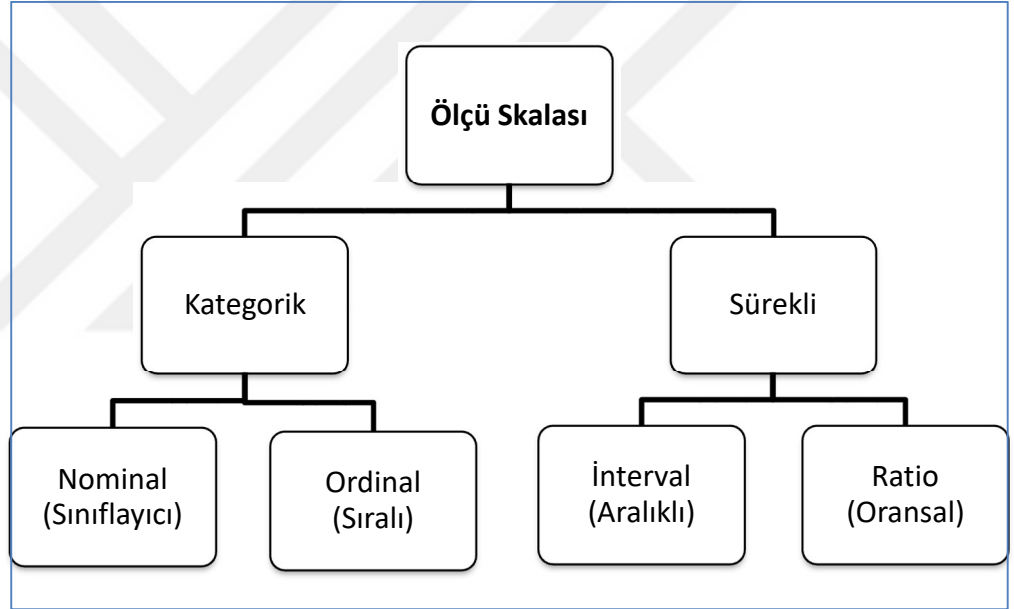 Ölçü Skalası
Kategorik
Sürekli
Nominal
(Sınıflayıcı)
Ordinal
(Sıralı)
İnterval
(Aralıklı)
Ratio
(Oransal)